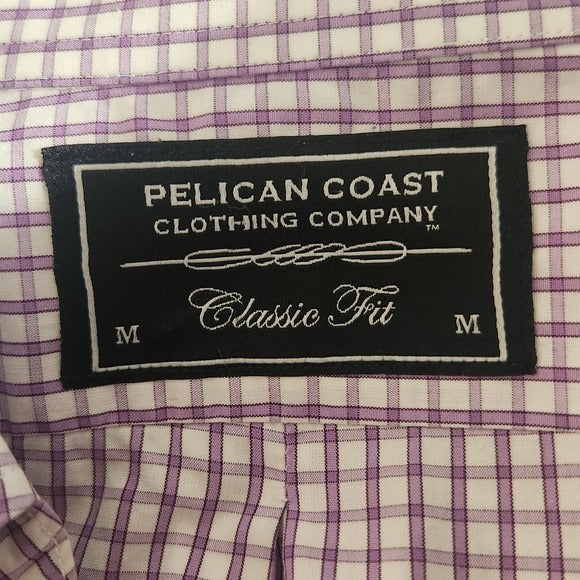 PELICAN COAST
CLOTHING COMPANY™
Classic Fit
M M